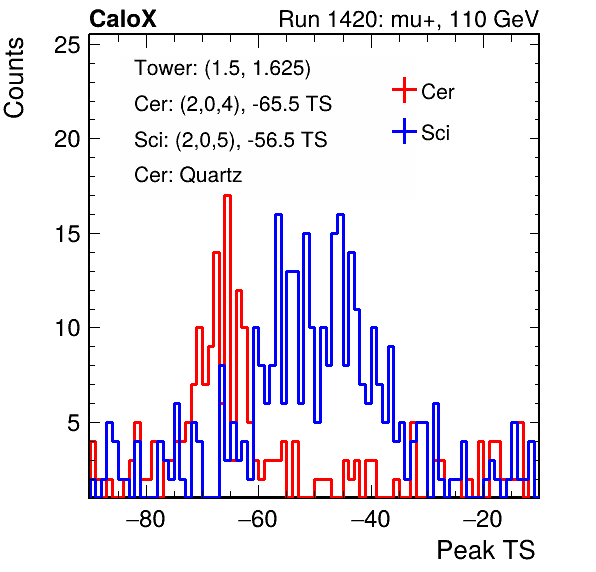 CaloX Run 1420: mu+, 110 GeV
Counts
25
20
15
10
5
Tower: (1.5, 1.625)
Cer: (2,0,4), -65.5 TS
Sci: (2,0,5), -56.5 TS
Cer: Quartz
Cer
Sci
−80 −60 −40 −20
Peak TS